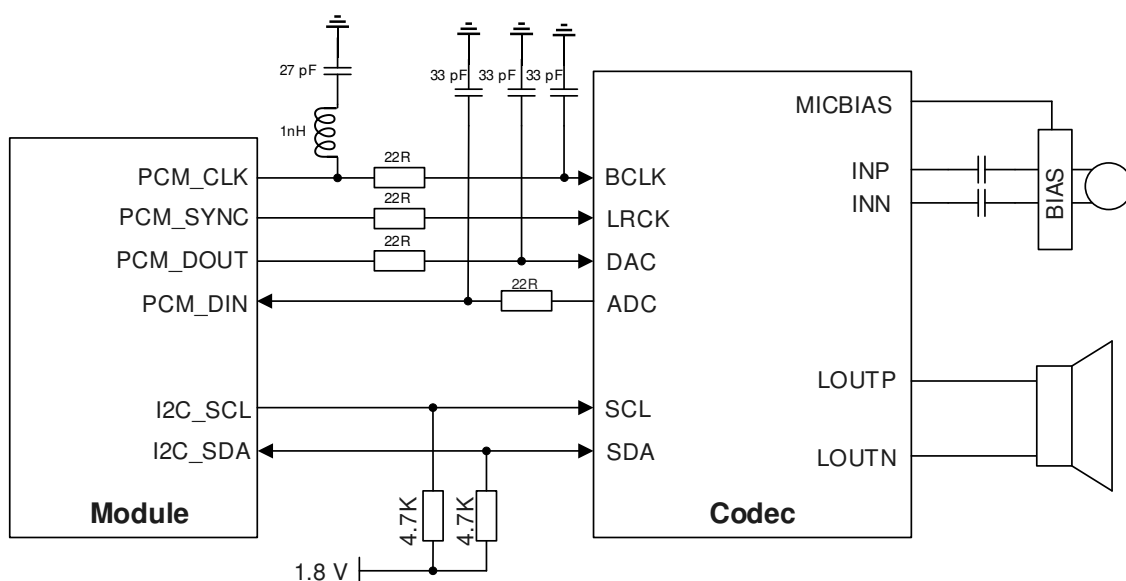 27 pF
33 pF 33 pF 33 pF
1nH
MICBIAS
PCM_CLK
22R
BCLK
INP
PCM_SYNC
22R
LRCK
INN
BIAS
PCM_DOUT
22R
DAC
PCM_DIN
22R
ADC
LOUTP
I2C_SCL
SCL
I2C_SDA
SDA
LOUTN
Module
4.7K
4.7K
Codec
1.8 V